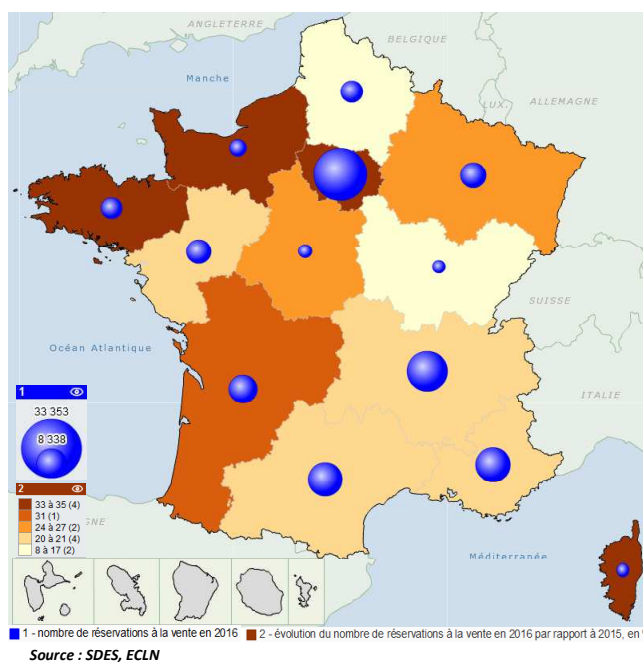 ANGLETERRE
BELGIQUE
Manche
LUX.
ALLEMAGNE
SUISSE
Océan Atlantique
ITALIE
1
33 353
8 338
2
33 à 35 (4)
31 (1)
24 à 27 (2)
20 à 21 (4)
8 à 17 (2)
GNE
Méditerranée
1 - nombre de réservations à la vente en 2016 2 - évolution du nombre de réservations à la vente en 2016 par rapport à 2015, en
Source : SDES, ECLN